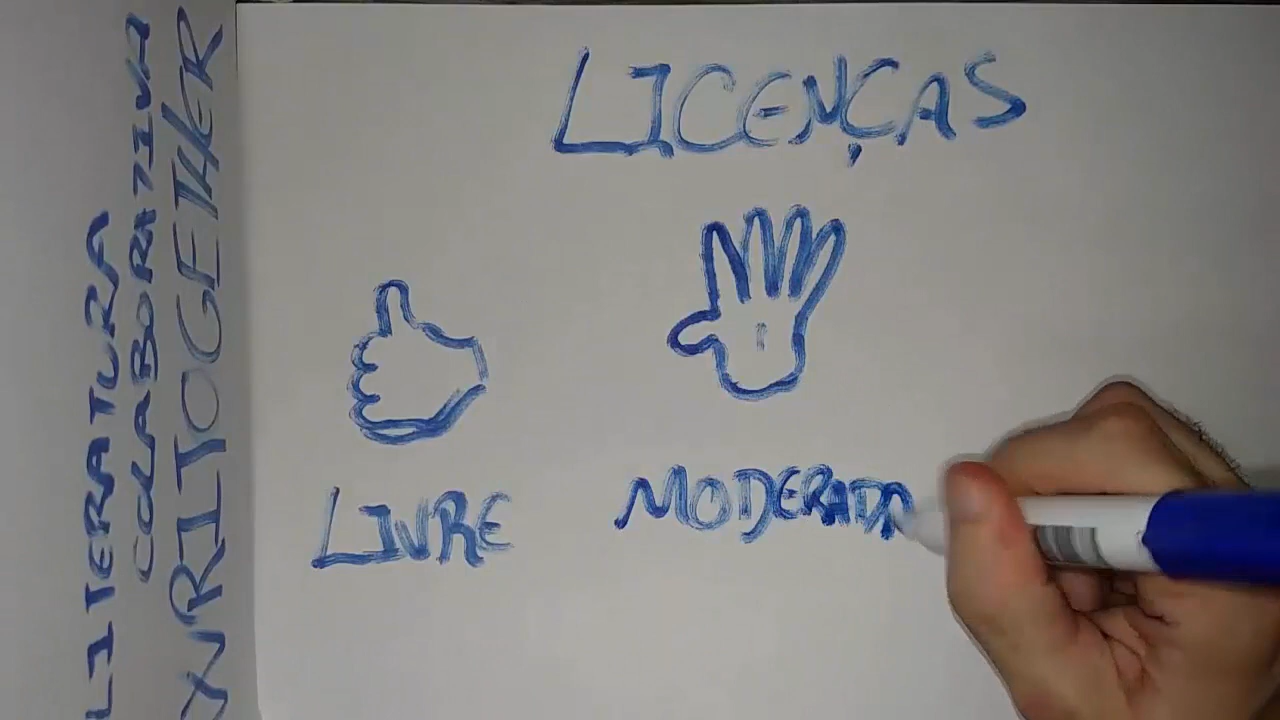 LITERATURA
COLABORATIVA
WRITOGETHER
LICENÇAS
LIVRE
MODERADA